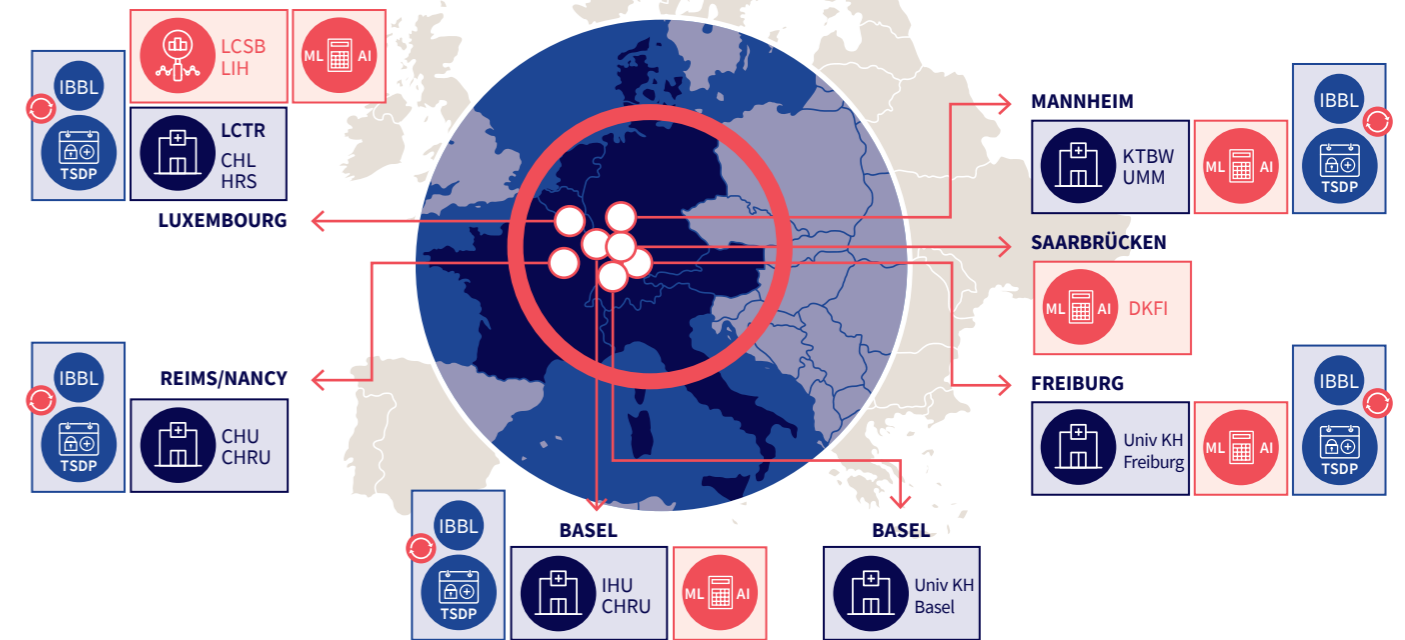 IBBL
TSDP
LCSB
LIH
ML AI
LCTR
CHL
HRS
LUXEMBOURG
MANNHEIM
KTBW
UMM
ML AI
IBBL
TSDP
SAARBRÜCKEN
ML AI
DKFI
REIMS/NANCY
IBBL
TSDP
CHU
CHRU
FREIBURG
Univ KH
Freiburg
ML AI
IBBL
TSDP
BASEL
IBBL
TSDP
IHU
CHRU
ML AI
BASEL
Univ KH
Basel